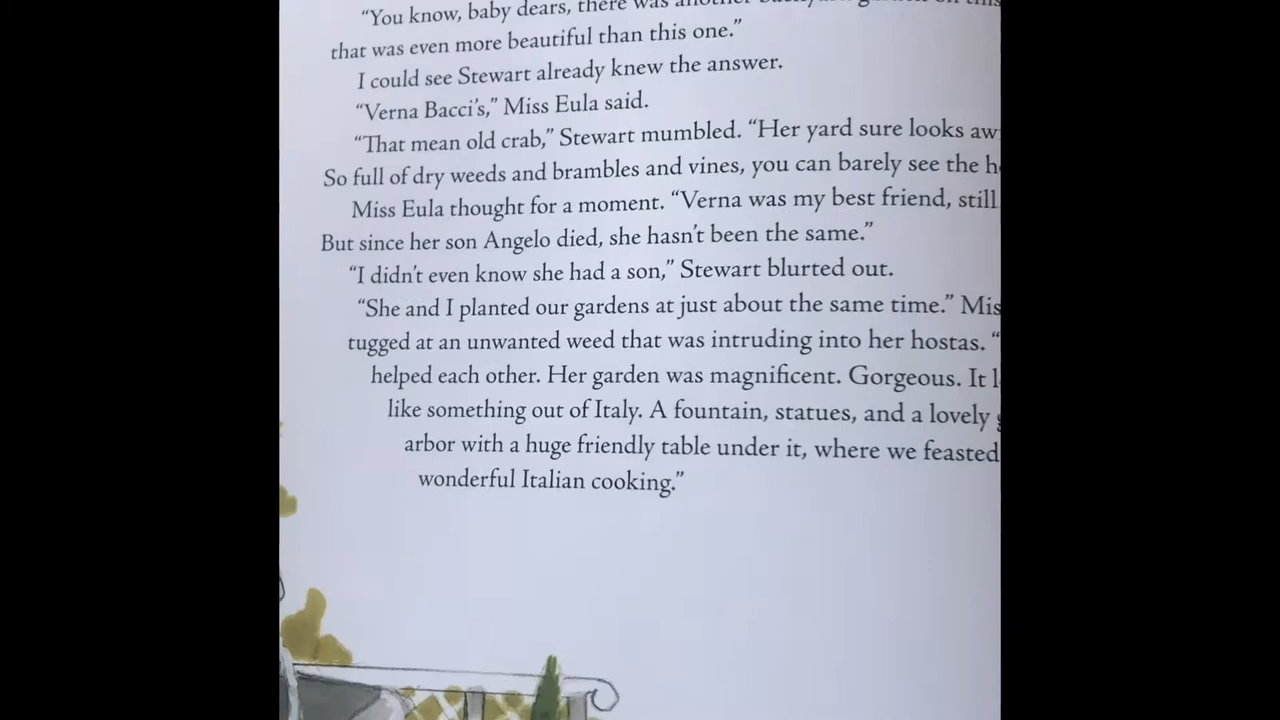 “You know, baby dears, there was another backyard garden on this
that was even more beautiful than this one.”
I could see Stewart already knew the answer.
“Verna Bacci’s,” Miss Eula said.
“That mean old crab,” Stewart mumbled. “Her yard sure looks
So full of dry weeds and brambles and vines, you can barely see the
Miss Eula thought for a moment. “Verna was my best friend, still
But since her son Angelo died, she hasn’t been the same.”
“I didn’t even know she had a son,” Stewart blurted out.
“She and I planted our gardens at just about the same time.”
tugged at an unwanted weed that was intruding into her hostas. “
helped each other. Her garden was magnificent. Gorgeous. It
like something out of Italy. A fountain, statues, and a lovely
arbor with a huge friendly table under it, where we feasted
wonderful Italian cooking.”